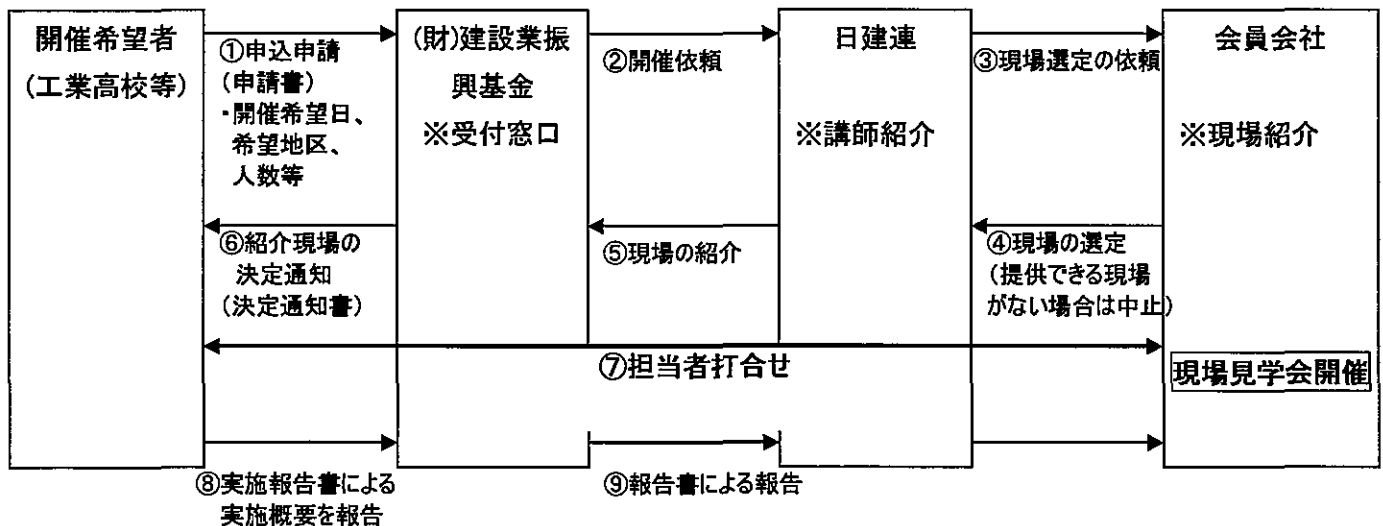 開催希望者
(工業高校等)
①申込申請
(申請書)
・開催希望日、
希望地区、
人数等
(財)建設業振
興基金
※受付窓口
②開催依頼
日建連
※講師紹介
③現場選定の依頼
会員会社
※現場紹介
⑥紹介現場の
決定通知
(決定通知書)
⑤現場の紹介
④現場の選定
(提供できる現場
がない場合は中止)
⑦担当者打合せ
現場見学会開催
⑧実施報告書による
実施概要を報告
⑨報告書による報告